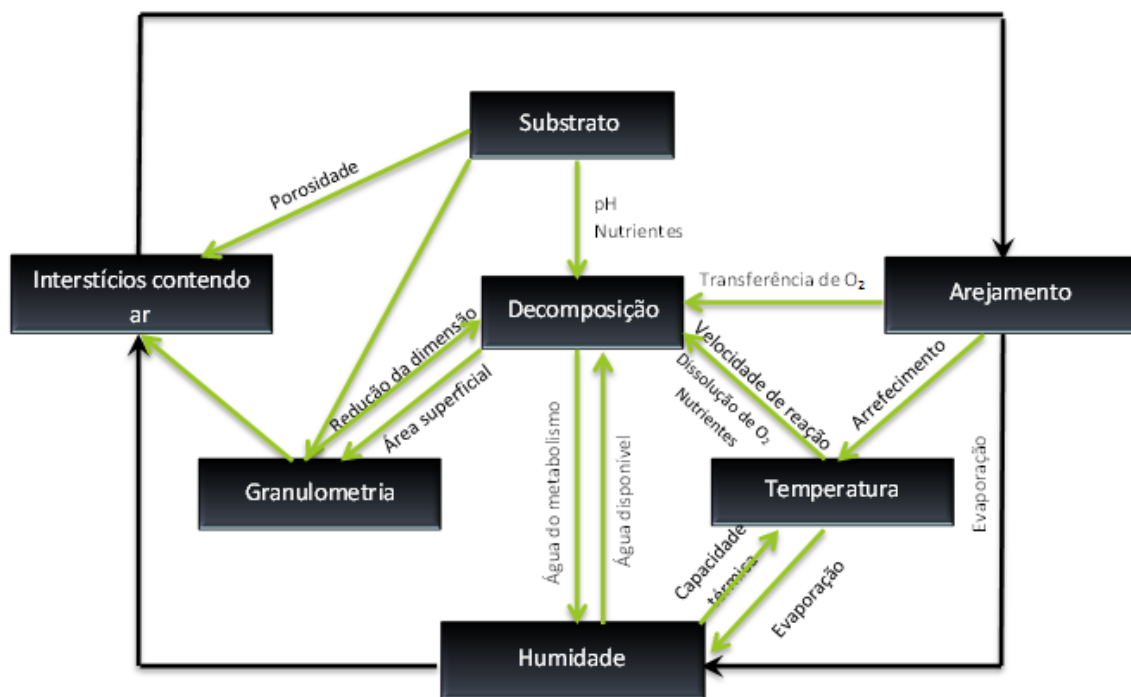 Substrato
Porosidade
pH
Nutrientes
Interstícios contendo
ar
Decomposição
Transferência de O₂
Arejamento
Redução da dimensão
Área superficial
Velocidade de reação
Dissolução de O₂
Nutrientes
Arrefecimento
Granulometria
Temperatura
Água do metabolismo
Água disponível
Evaporação
Capacidade
térmica
Evaporação
Humidade